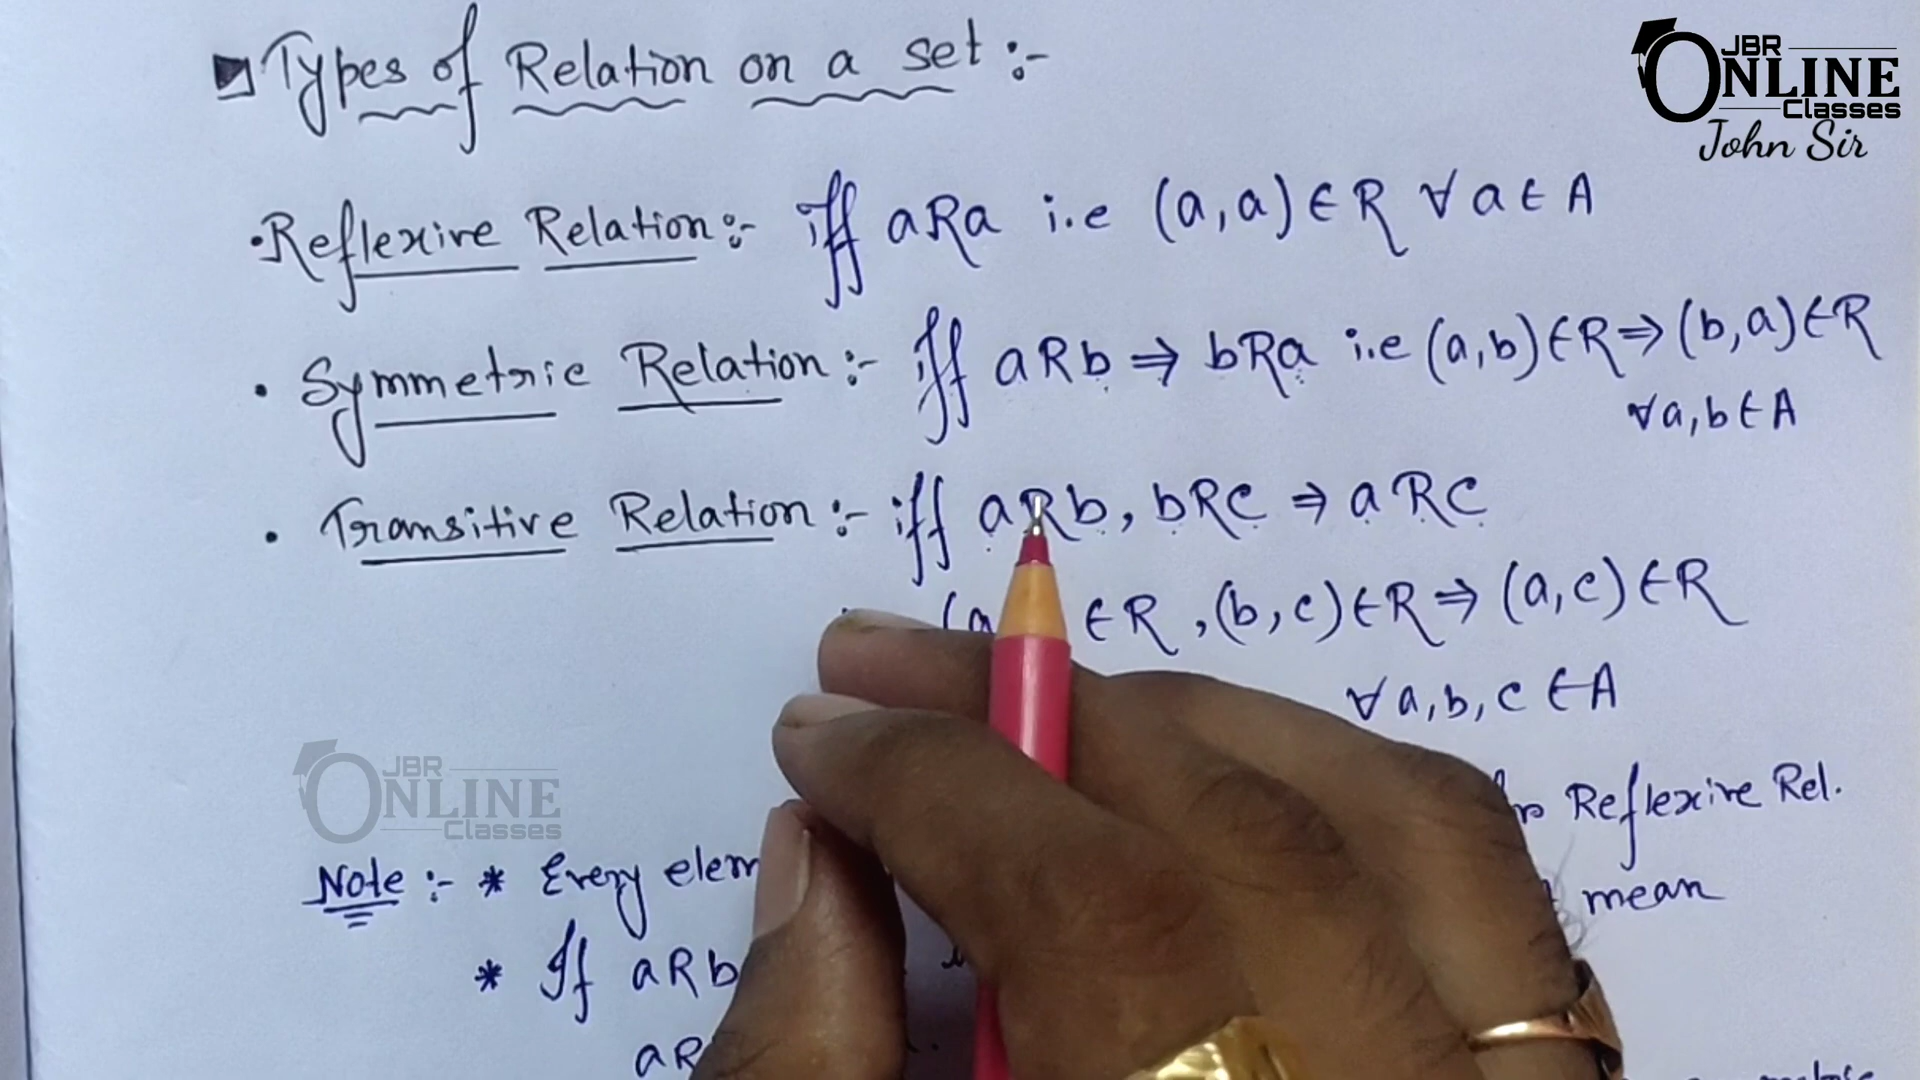 Types of Relation on a set :-
JBR
ONLINE
Classes
John Sir
• Reflexive Relation :- iff aRa i.e (a,a)∈R ∀a∈A
• Symmetric Relation :- iff aRb ⇒ bRa i.e (a,b)∈R ⇒ (b,a)∈R
∀a,b∈A
• Transitive Relation :- iff aRb, bRc ⇒ aRc
(a ∈R, (b,c)∈R ⇒ (a,c)∈R
∀a,b,c∈A
JBR
ONLINE
Classes
Reflexive Rel.
Note :- * Every
mean
* If aRb